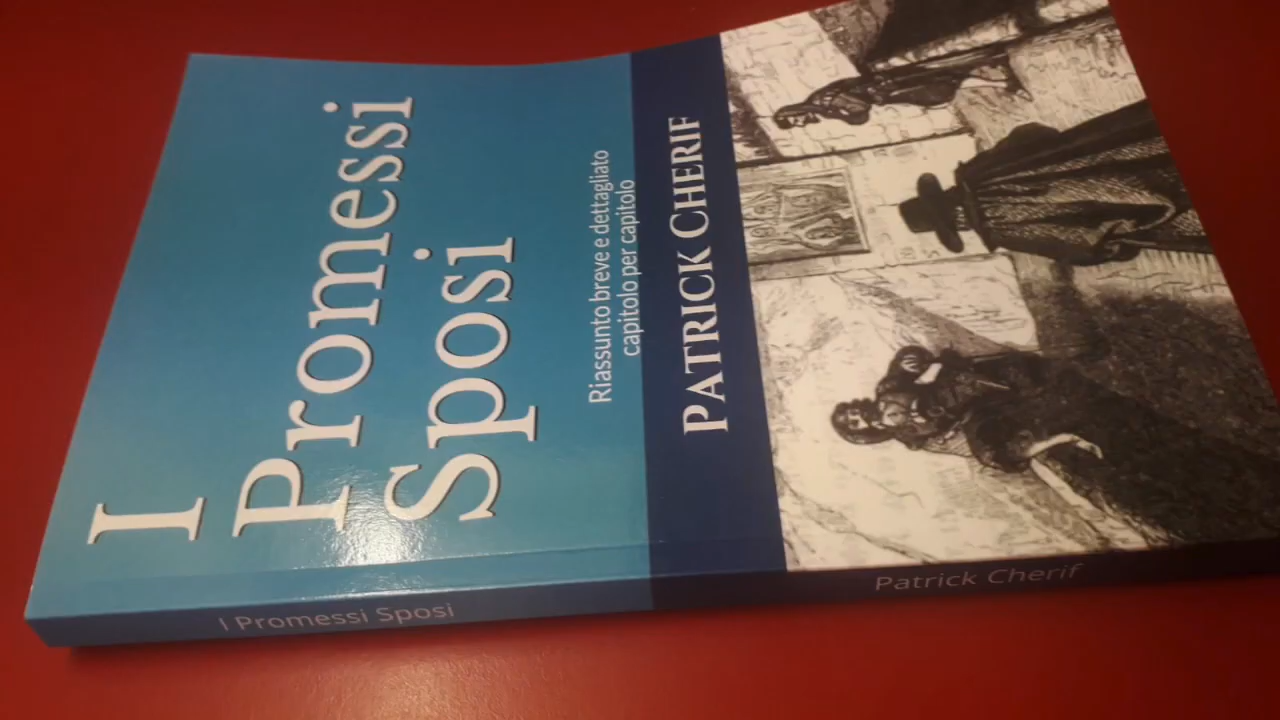 I
Promessi
Sposi
Riassunto breve e dettagliato
capitolo per capitolo
PATRICK CHERIF
I Promessi Sposi
Patrick Cherif